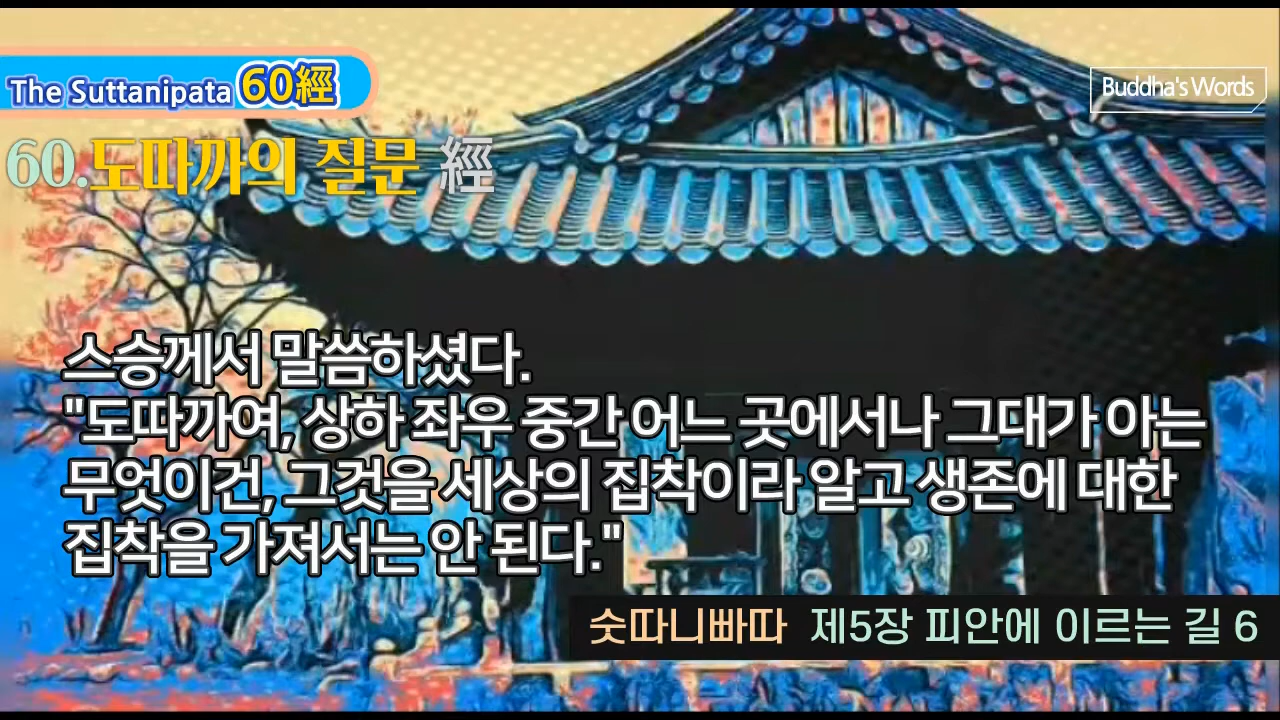 The Suttanipata 60經
Buddha's Words
60.도따까의 질문 經
스승께서 말씀하셨다.
"도따까여, 상하 좌우 중간 어느 곳에서나 그대가 아는
무엇이건, 그것을 세상의 집착이라 알고 생존에 대한
집착을 가져서는 안 된다."
숫따니빠따 제5장 피안에 이르는 길 6